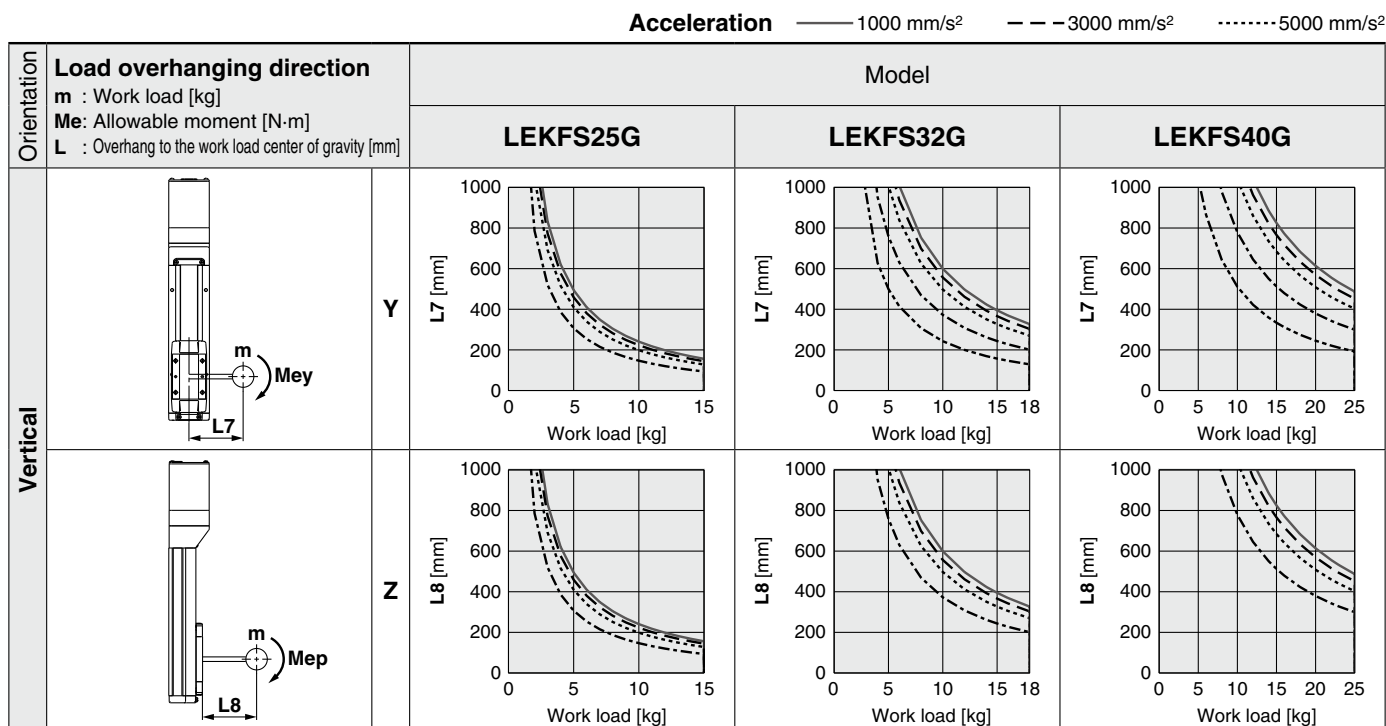 Acceleration 1000 mm/s² 3000 mm/s² 5000 mm/s²
Orientation
Load overhanging direction
m : Work load [kg]
Me: Allowable moment [N·m]
L : Overhang to the work load center of gravity [mm]
Model
LEKFS25G LEKFS32G LEKFS40G
Vertical
m
Mey
L7
Y
L7 [mm]
1000
800
600
400
200
0
0 5 10 15
Work load [kg]
L7 [mm]
1000
800
600
400
200
0
0 5 10 15 18
Work load [kg]
L7 [mm]
1000
800
600
400
200
0
0 5 10 15 20 25
Work load [kg]
m
Mep
L8
Z
L8 [mm]
1000
800
600
400
200
0
0 5 10 15
Work load [kg]
L8 [mm]
1000
800
600
400
200
0
0 5 10 15 18
Work load [kg]
L8 [mm]
1000
800
600
400
200
0
0 5 10 15 20 25
Work load [kg]